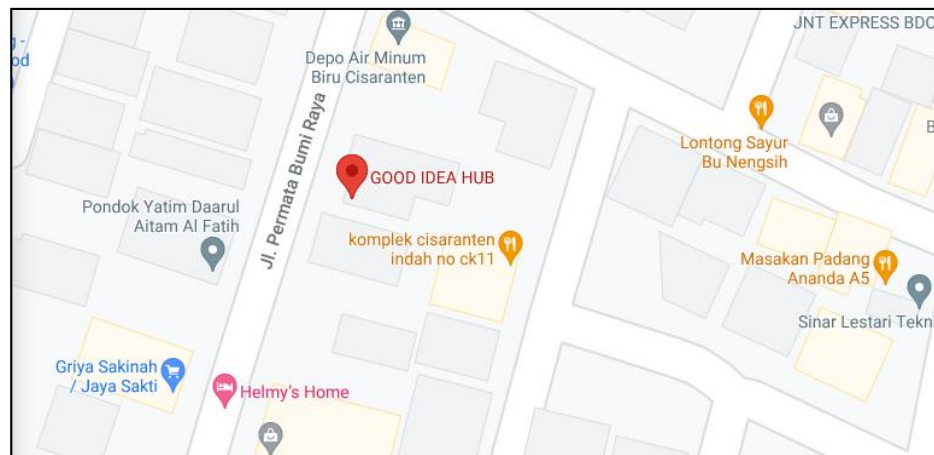 JNT EXPRESS BDO
Depo Air Minum
Biru Cisaranten
Jl. Permata Bumi Raya
Lontong Sayur
Bu Nengsih
GOOD IDEA HUB
Pondok Yatim Daarul
Aitam Al Fatih
komplek cisaranten
indah no ck11
Masakan Padang
Ananda A5
Sinar Lestari Tekni
Griya Sakinah
/ Jaya Sakti
Helmy's Home